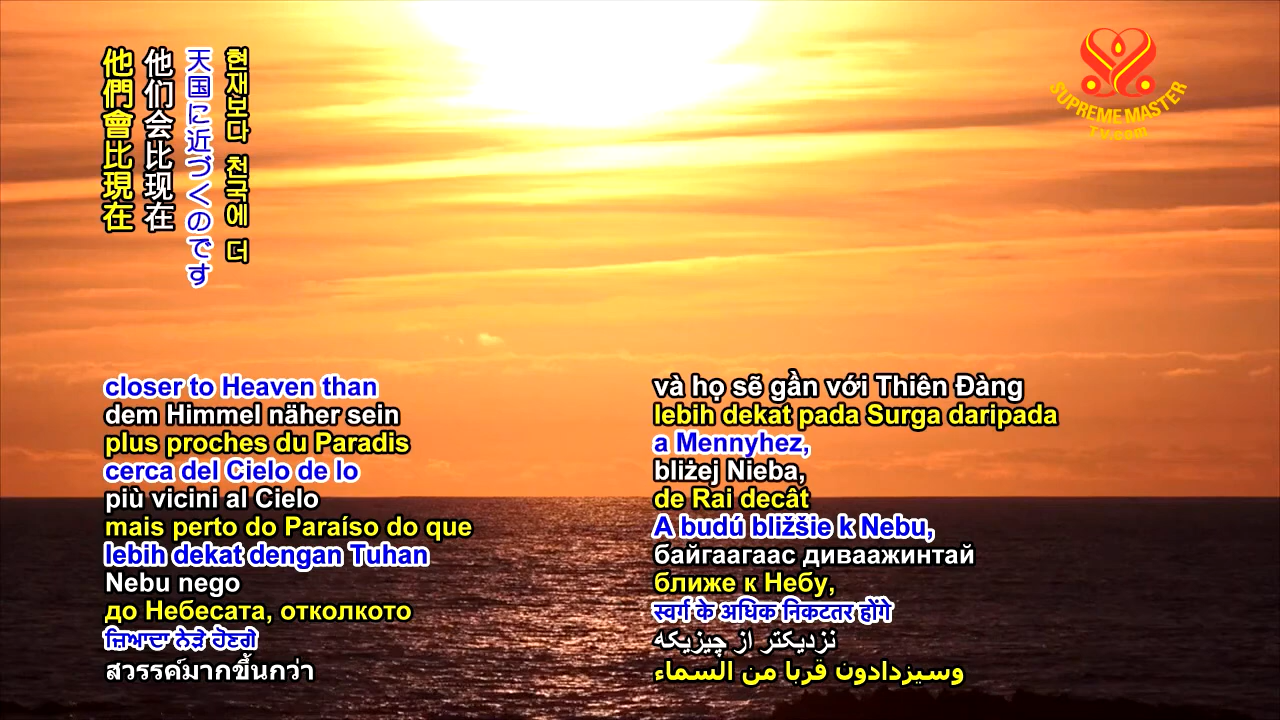 他們會比現在
他们会比现在
天国に近づくのです
현재보다 천국에 더
SUPREME MASTER
TV.com
closer to Heaven than
dem Himmel näher sein
plus proches du Paradis
cerca del Cielo de lo
più vicini al Cielo
mais perto do Paraíso do que
lebih dekat dengan Tuhan
Nebu nego
до Небесата, отколкото
ਜ਼ਿਆਦਾ ਨੇੜੇ ਹੋਣਗੇ
สวรรค์มากขึ้นกว่า
và họ sẽ gần với Thiên Đàng
lebih dekat pada Surga daripada
a Mennyhez,
bliżej Nieba,
de Rai decât
A budú bližšie k Nebu,
байгаагаас диваажинтай
ближе к Небу,
स्वर्ग के अधिक निकटतर होंगे
نزدیکتر از چیزیکه
وسيزدادون قربا من السماء